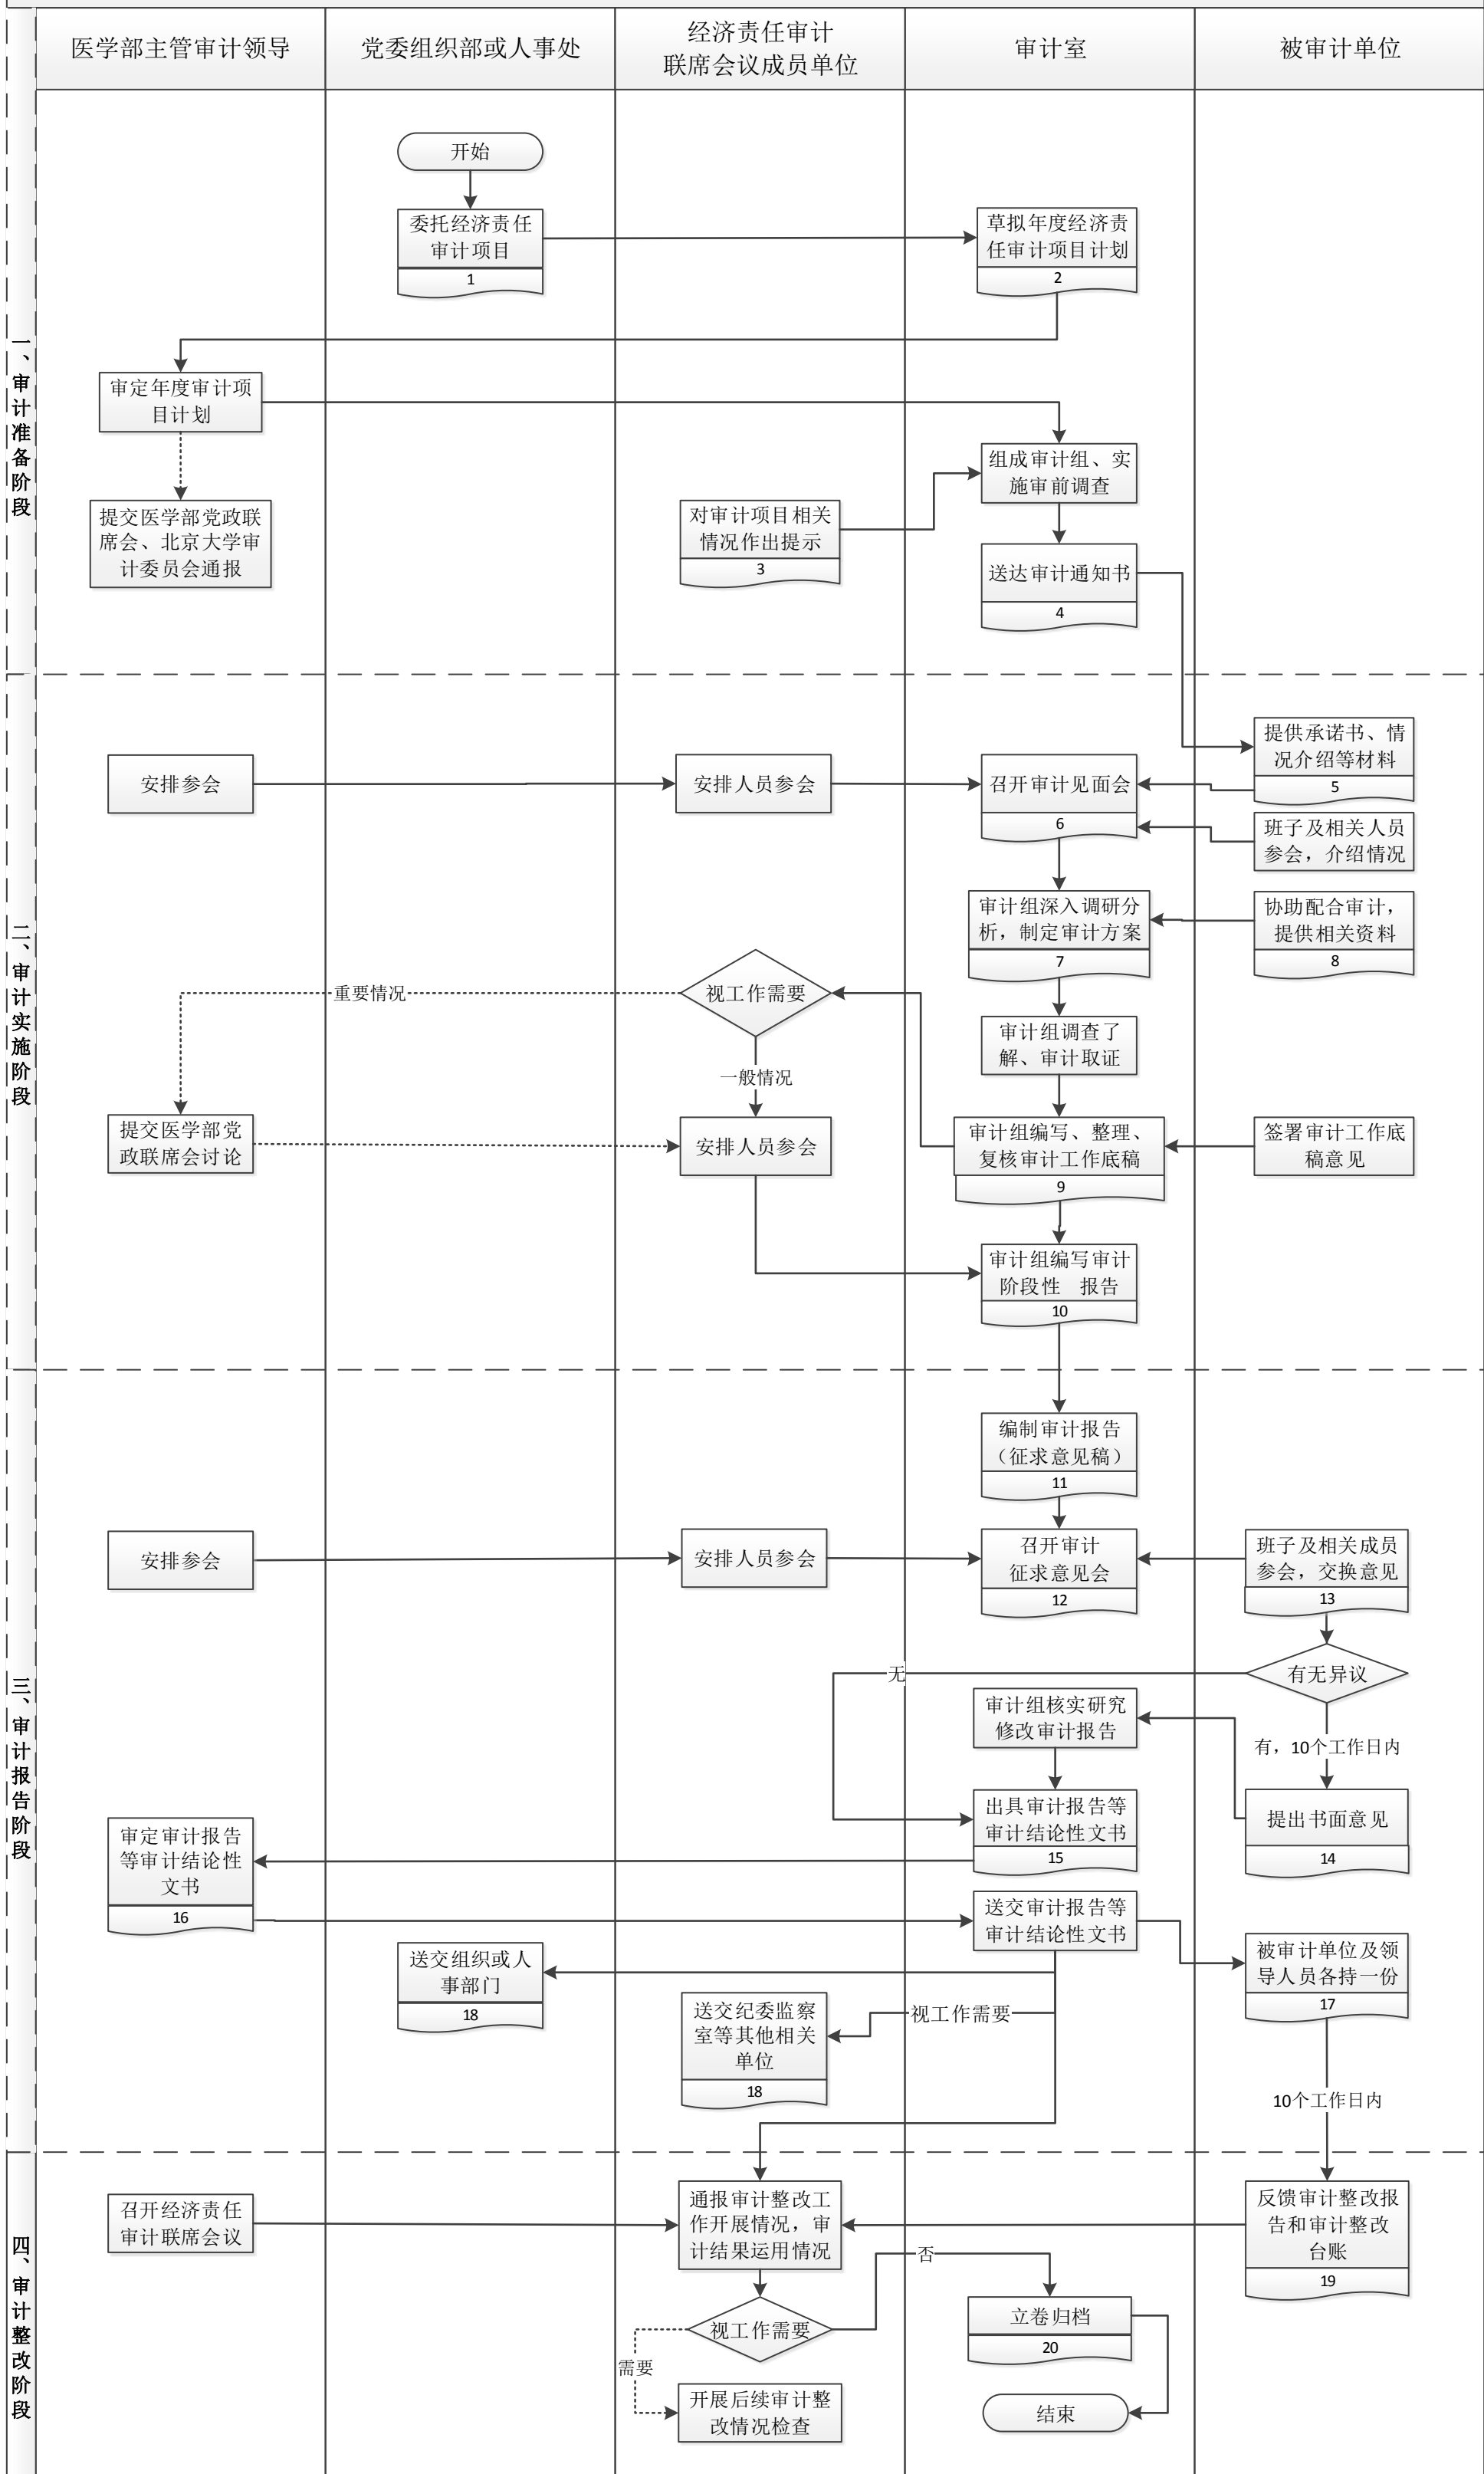 医学部主管审计领导
党委组织部或人事处
经济责任审计
联席会议成员单位
审计室
被审计单位
一、审计准备阶段
开始
委托经济责任
审计项目
1
草拟年度经济责
任审计项目计划
2
审定年度审计项
目计划
组成审计组、实
施审前调查
提交医学部党政联
席会、北京大学审
计委员会通报
对审计项目相关
情况作出提示
3
送达审计通知书
4
二、审计实施阶段
提供承诺书、情
况介绍等材料
5
安排参会
安排人员参会
召开审计见面会
6
班子及相关人员
参会，介绍情况
审计组深入调研分
析，制定审计方案
7
协助配合审计，
提供相关资料
8
重要情况
视工作需要
审计组调查了
解、审计取证
一般情况
提交医学部党
政联席会讨论
安排人员参会
审计组编写、整理、
复核审计工作底稿
9
签署审计工作底
稿意见
审计组编写审计
阶段性 报告
10
三、审计报告阶段
编制审计报告
（征求意见稿）
11
安排参会
安排人员参会
召开审计
征求意见会
12
班子及相关成员
参会，交换意见
13
无
有无异议
审计组核实研究
修改审计报告
有，10个工作日内
出具审计报告等
审计结论性文书
15
提出书面意见
14
审定审计报告
等审计结论性
文书
16
送交审计报告等
审计结论性文书
被审计单位及领
导人员各持一份
17
送交组织或人
事部门
18
视工作需要
送交纪委监察
室等其他相关
单位
18
10个工作日内
四、审计整改阶段
召开经济责任
审计联席会议
通报审计整改工
作开展情况，审
计结果运用情况
反馈审计整改报
告和审计整改
台账
19
否
视工作需要
立卷归档
20
需要
开展后续审计整
改情况检查
结束